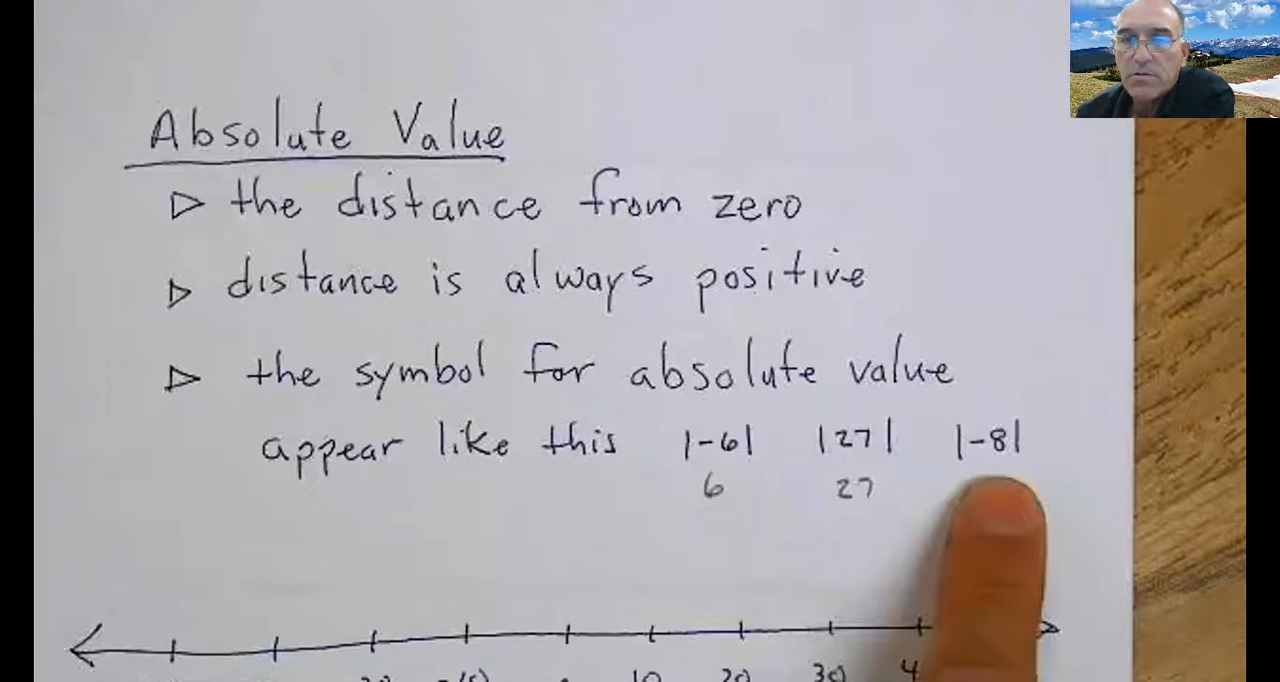 Absolute Value
▷ the distance from zero
▷ distance is always positive
▷ the symbol for absolute value
appear like this |-6| |27| |-8|
6 27
10 20 30